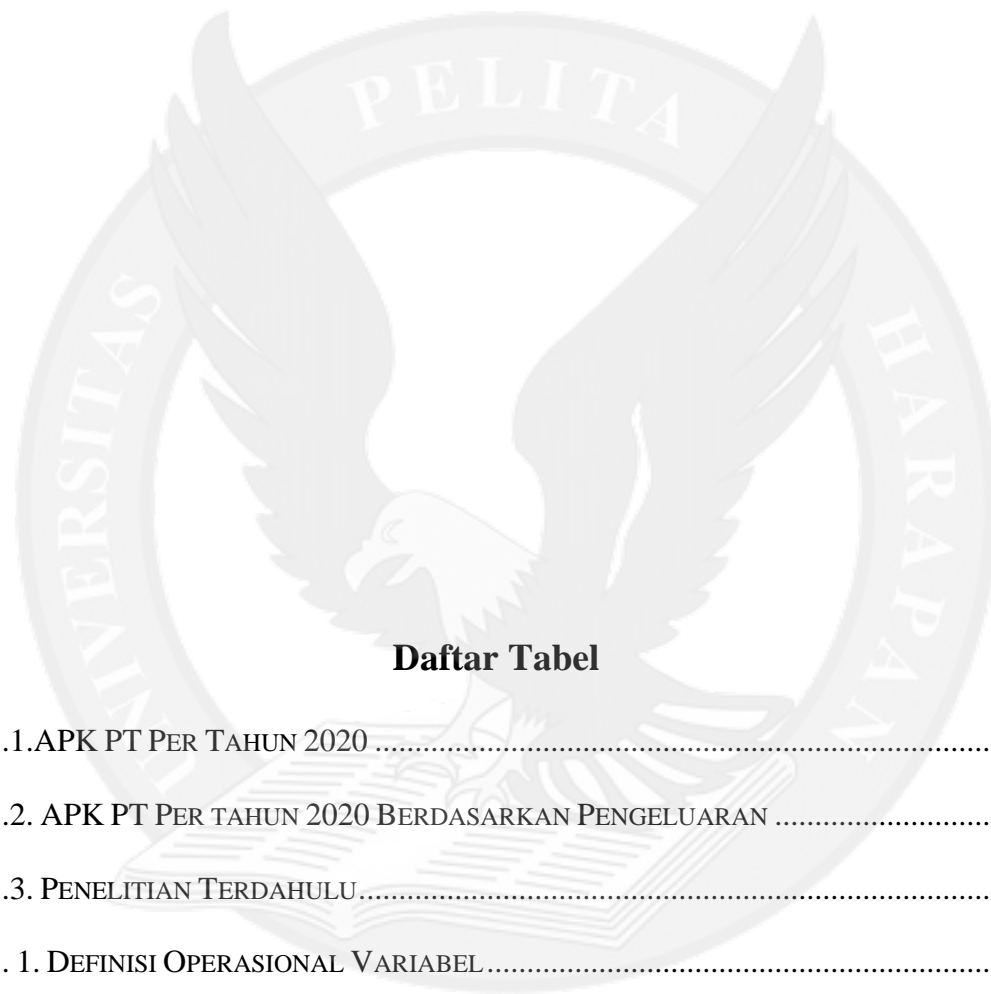 UNIVERSITAS PELITA HARAPAN
Daftar Tabel
.1.APK PT PER TAHUN 2020 ........................................................................................
.2. APK PT PER TAHUN 2020 BERDASARKAN PENGELUARAN ..............................
.3. PENELITIAN TERDAHULU..........................................................................................
. 1. DEFINISI OPERASIONAL VARIABEL......................................................................